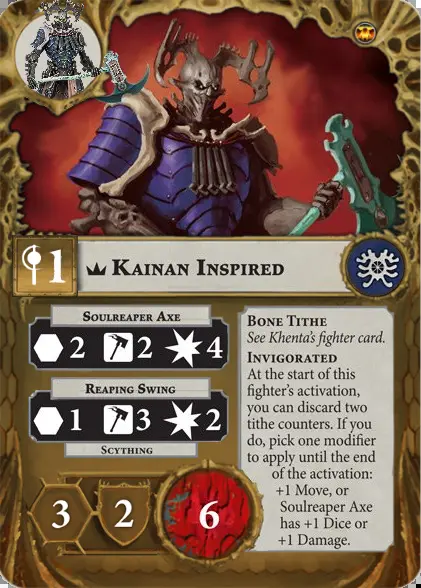 1
Kainan Inspired
Soulreaper Axe
2 2 4
Reaping Swing
1 3 2
Scything
3 2 6
Bone Tithe
See Khenta's fighter card.
Invigorated
At the start of this
fighter's activation,
you can discard two
tithe counters. If you
do, pick one modifier
to apply until the end
of the activation:
+1 Move, or
Soulreaper Axe
has +1 Dice or
+1 Damage.